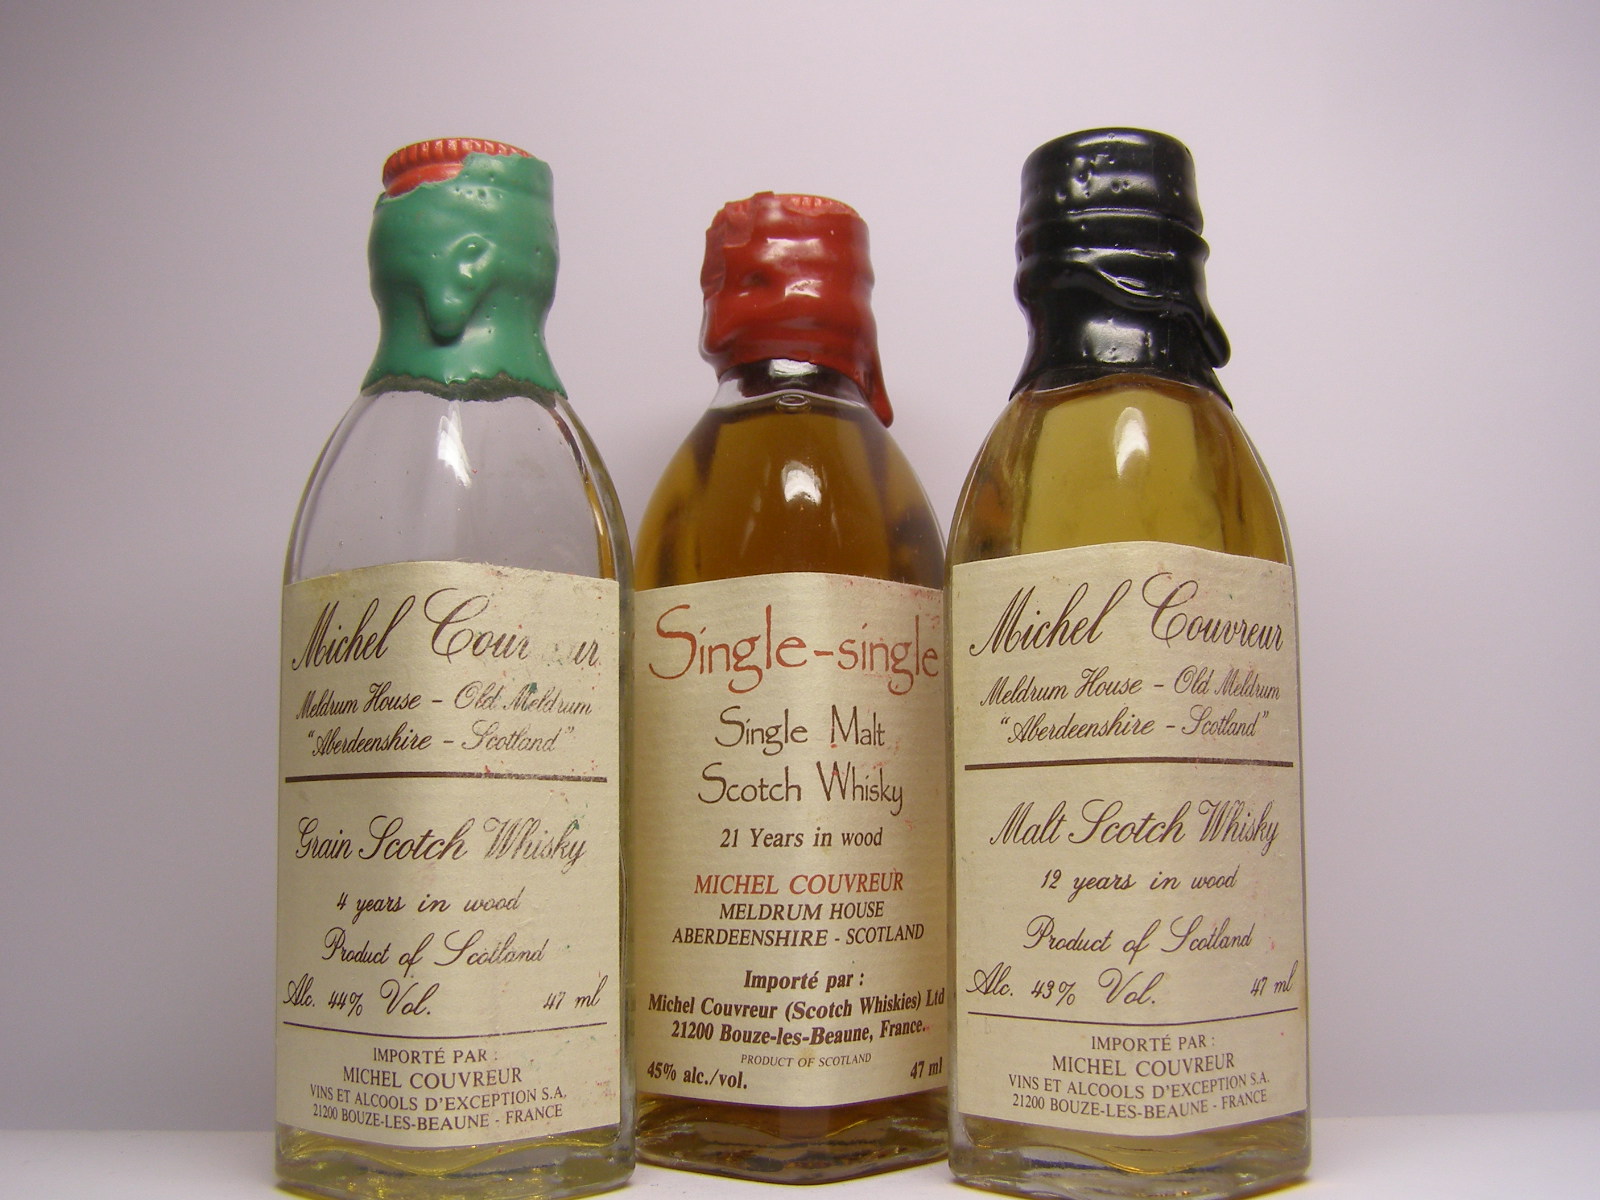 Michel
Meldrum House - Old Meldrum
"Aberdeenshire - Scotland"
Grain Scotch Whisky
4 years in wood
Product of Scotland
Alc. 44% Vol. 47 ml
IMPORTÉ PAR :
MICHEL COUVREUR
VINS ET ALCOOLS D'EXCEPTION S.A.
21200 BOUZE-LES-BEAUNE - FRANCE
Single-single
Single Malt
Scotch Whisky
21 Years in wood
MICHEL COUVREUR
MELDRUM HOUSE
ABERDEENSHIRE - SCOTLAND
Importé par :
Michel Couvreur (Scotch Whiskies) Ltd
21200 Bouze-les-Beaune, France.
PRODUCT OF SCOTLAND
45% alc./vol. 47 ml
Michel Couvreur
Meldrum House - Old Meldrum
"Aberdeenshire - Scotland"
Malt Scotch Whisky
12 years in wood
Product of Scotland
Alc. 43% Vol. 47 ml
IMPORTÉ PAR :
MICHEL COUVREUR
VINS ET ALCOOLS D'EXCEPTION S.A.
21200 BOUZE-LES-BEAUNE - FRANCE